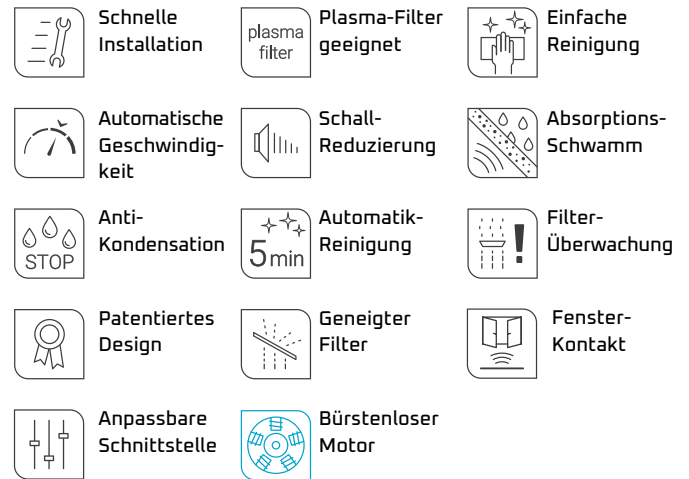 Schnelle
Installation
plasma
filter
Plasma-Filter
geeignet
Einfache
Reinigung
Automatische
Geschwindig-
keit
Schall-
Reduzierung
Absorptions-
Schwamm
STOP
Anti-
Kondensation
5min
Automatik-
Reinigung
!
Filter-
Überwachung
Patentiertes
Design
Geneigter
Filter
Fenster-
Kontakt
Anpassbare
Schnittstelle
Bürstenloser
Motor